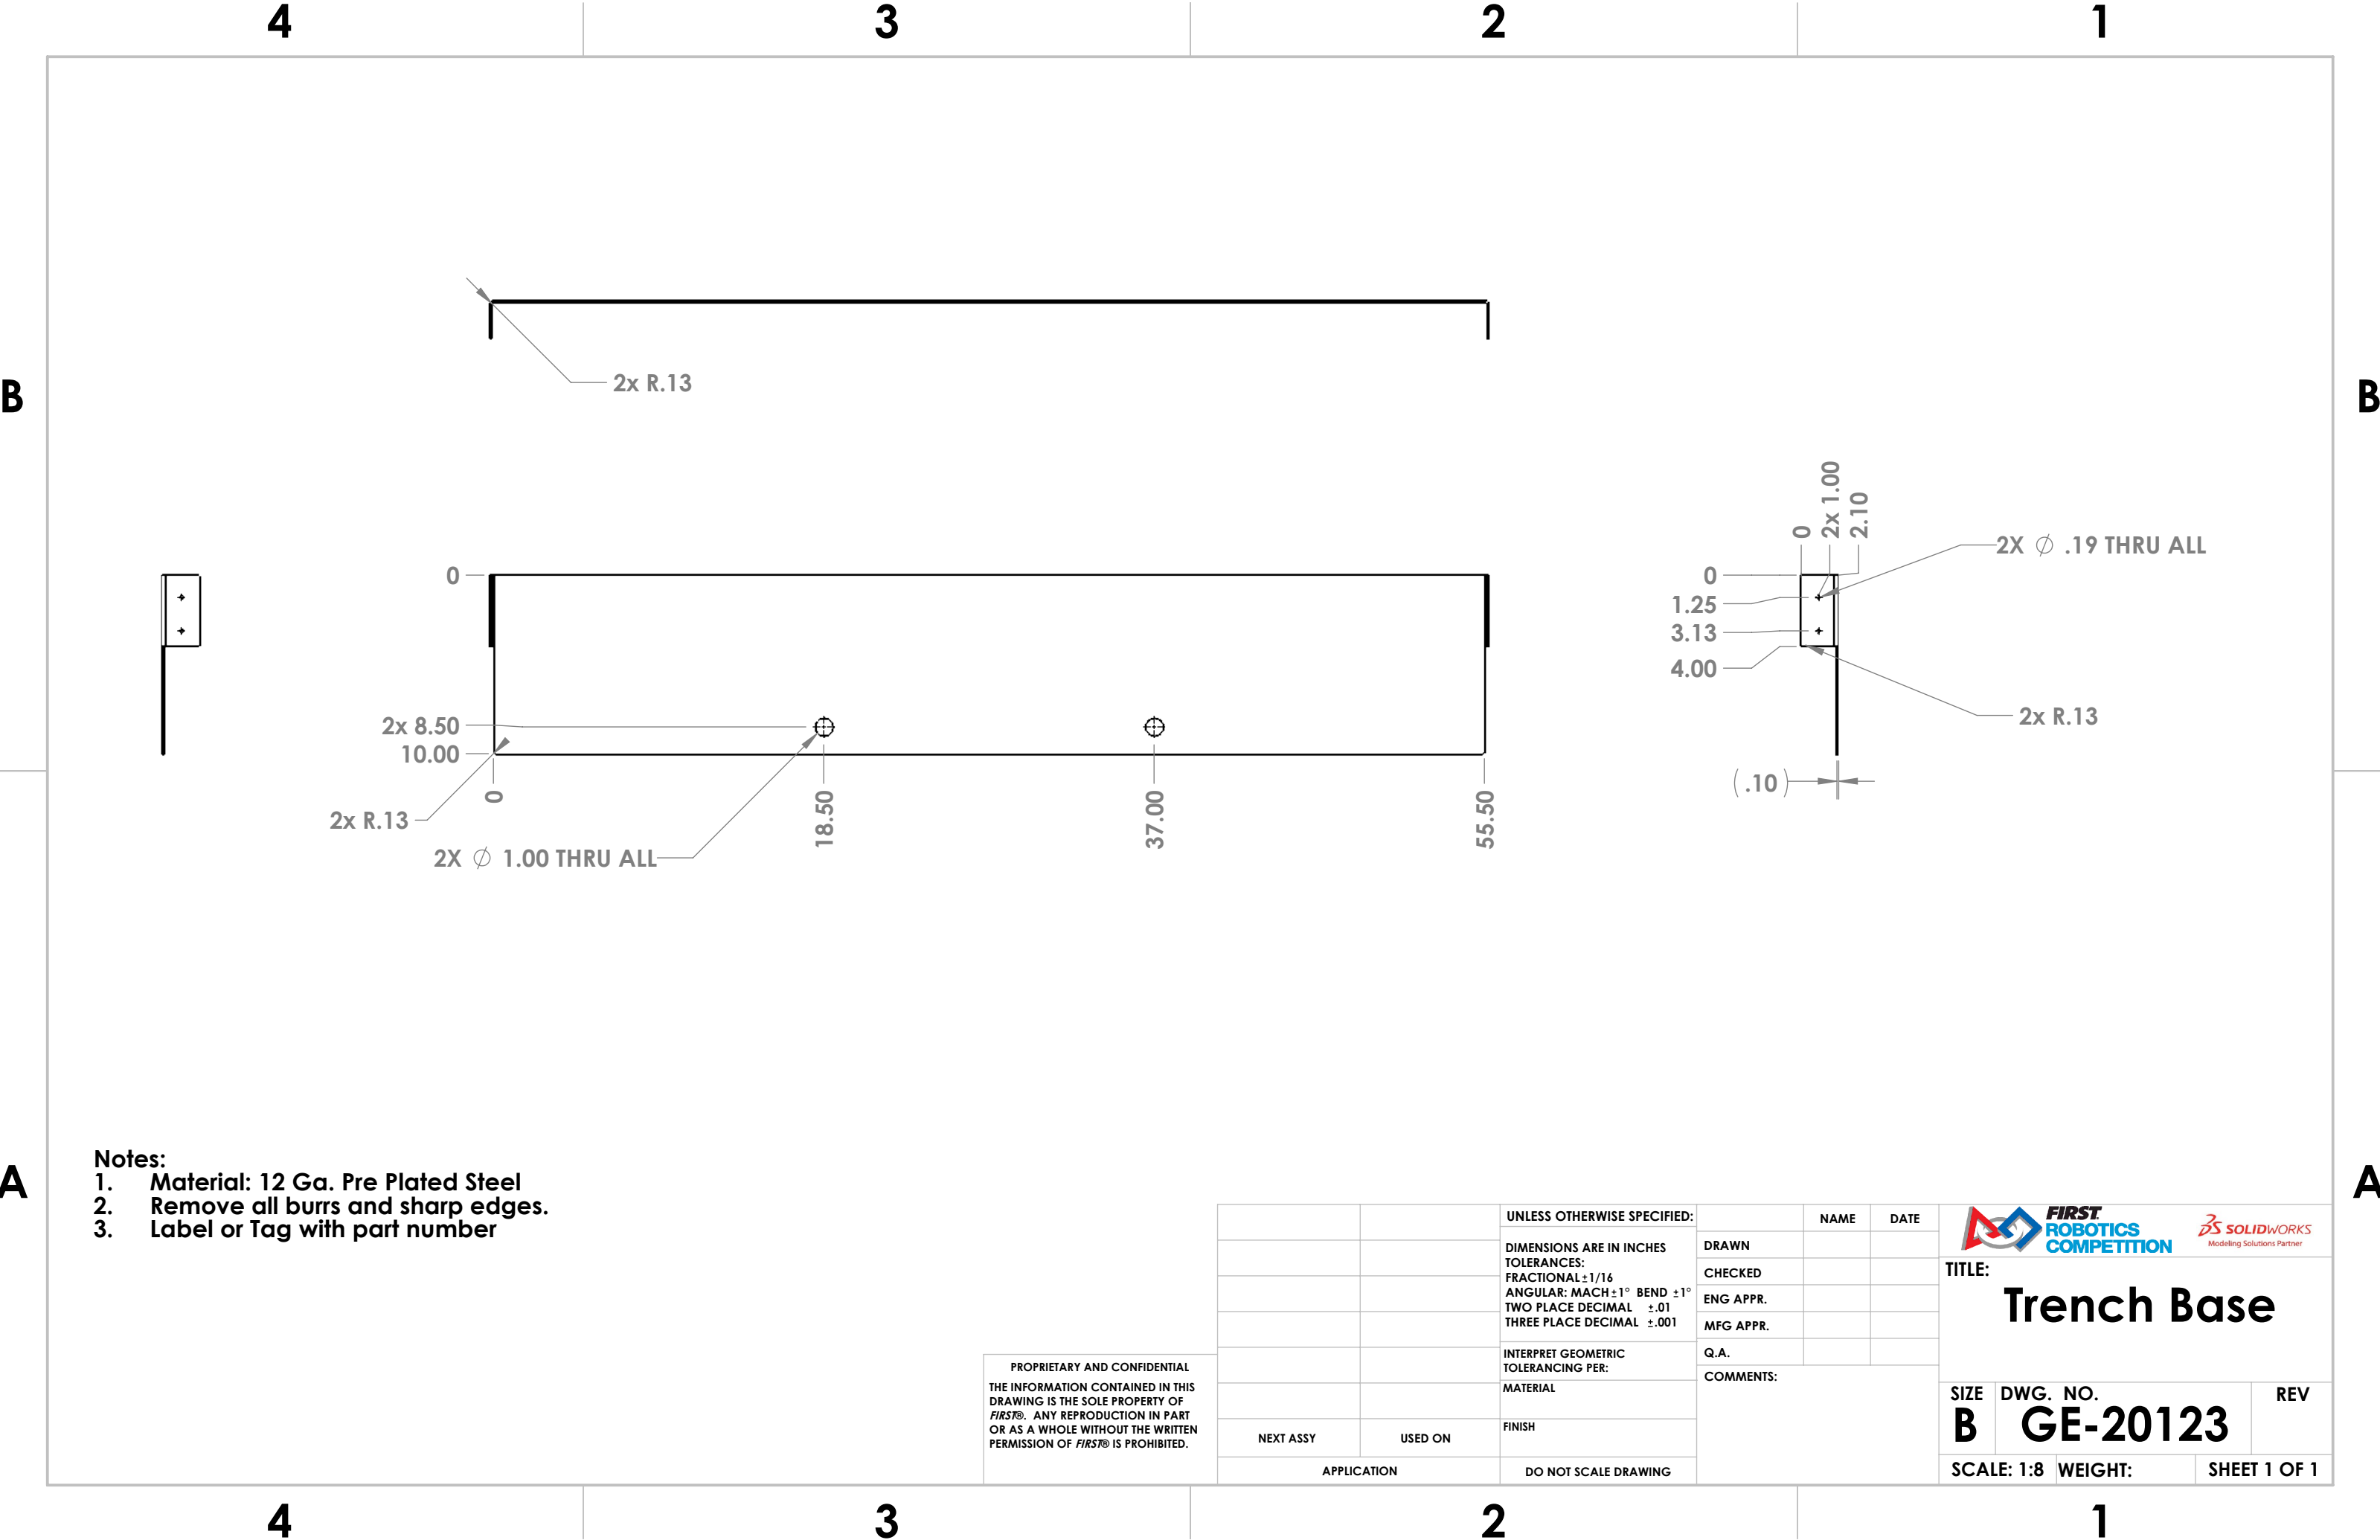 4 3 2 1
2x R.13
B B
0
2x 1.00
2.10
2X ∅ .19 THRU ALL
0
0
1.25
3.13
4.00
2x R.13
2x 8.50
10.00
( .10 )
0
18.50
37.00
55.50
2x R.13
2X ∅ 1.00 THRU ALL
Notes:
1. Material: 12 Ga. Pre Plated Steel
2. Remove all burrs and sharp edges.
3. Label or Tag with part number
A A
PROPRIETARY AND CONFIDENTIAL
THE INFORMATION CONTAINED IN THIS
DRAWING IS THE SOLE PROPERTY OF
FIRST®. ANY REPRODUCTION IN PART
OR AS A WHOLE WITHOUT THE WRITTEN
PERMISSION OF FIRST® IS PROHIBITED.
NEXT ASSY USED ON
APPLICATION
UNLESS OTHERWISE SPECIFIED:
DIMENSIONS ARE IN INCHES
TOLERANCES:
FRACTIONAL ±1/16
ANGULAR: MACH ±1° BEND ±1°
TWO PLACE DECIMAL ±.01
THREE PLACE DECIMAL ±.001
INTERPRET GEOMETRIC
TOLERANCING PER:
MATERIAL
FINISH
DO NOT SCALE DRAWING
NAME DATE
DRAWN
CHECKED
ENG APPR.
MFG APPR.
Q.A.
COMMENTS:
FIRST®
ROBOTICS
COMPETITION
SOLIDWORKS
Modeling Solutions Partner
TITLE:
Trench Base
SIZE DWG. NO. REV
B GE-20123
SCALE: 1:8 WEIGHT: SHEET 1 OF 1
4 3 2 1